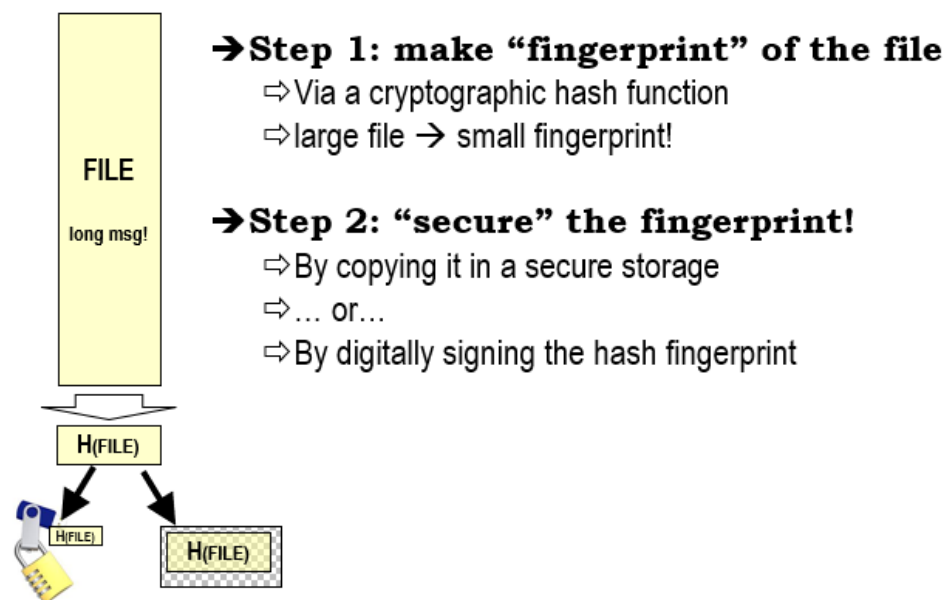 FILE
long msg!
H(FILE)
H(FILE)
H(FILE)
➔Step 1: make “fingerprint” of the file
⇨Via a cryptographic hash function
⇨large file → small fingerprint!
➔Step 2: “secure” the fingerprint!
⇨By copying it in a secure storage
⇨… or…
⇨By digitally signing the hash fingerprint